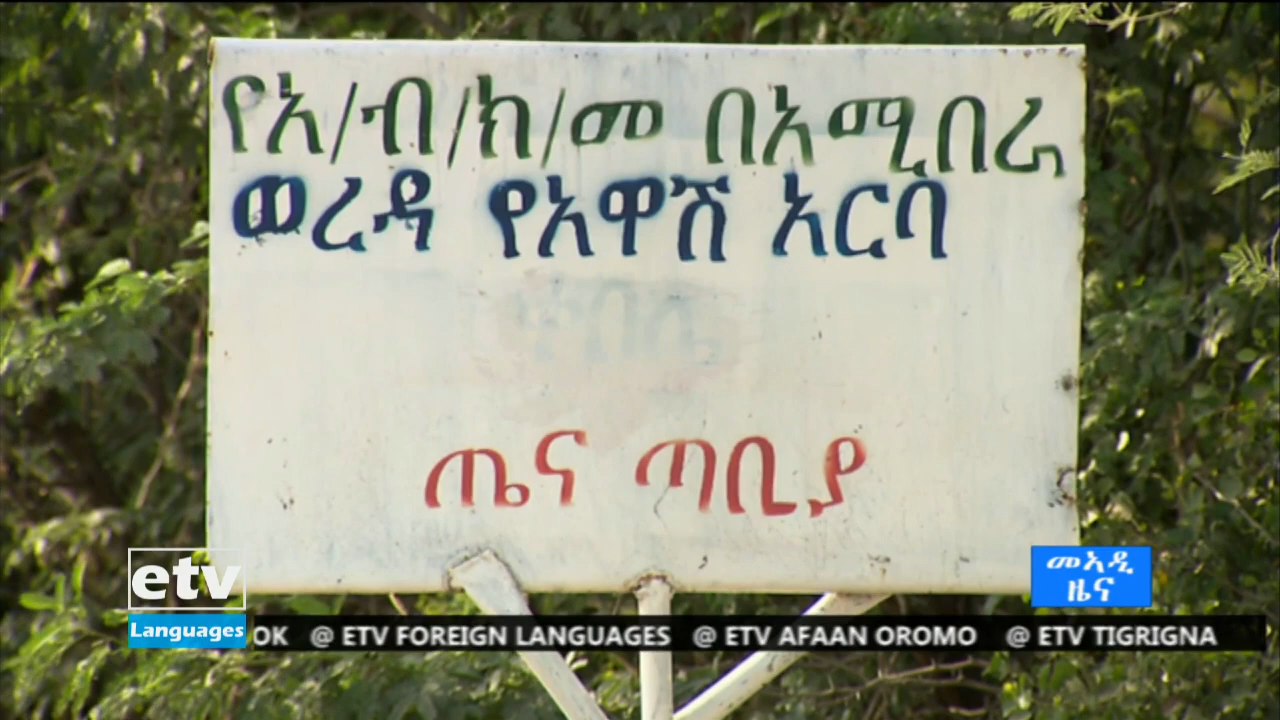 የአ/ብ/ክ/መ በአሚበራ
ወረዳ የአዋሽ አርባ
ጤና ጣቢያ
etv
Languages
መአዲ
ዜና
OK @ ETV FOREIGN LANGUAGES @ ETV AFAAN OROMO @ ETV TIGRIGNA